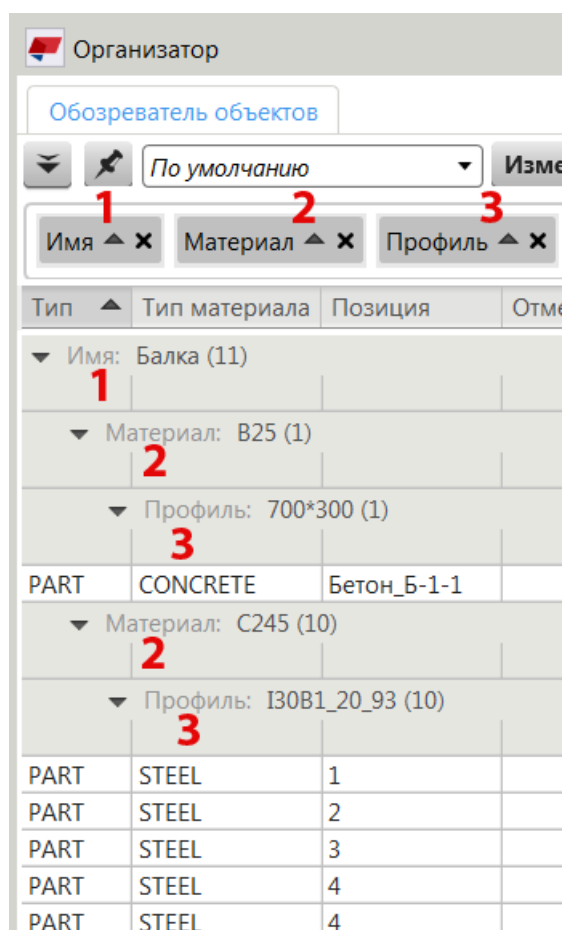 Организатор
Обозреватель объектов
По умолчанию Изме
1 2 3
Имя Материал Профиль
Тип Тип материала Позиция Отме
Имя: Балка (11)
1
Материал: B25 (1)
2
Профиль: 700*300 (1)
3
PART CONCRETE Бетон_Б-1-1
Материал: C245 (10)
2
Профиль: I30B1_20_93 (10)
3
PART STEEL 1
PART STEEL 2
PART STEEL 3
PART STEEL 4
PART STEEL 4